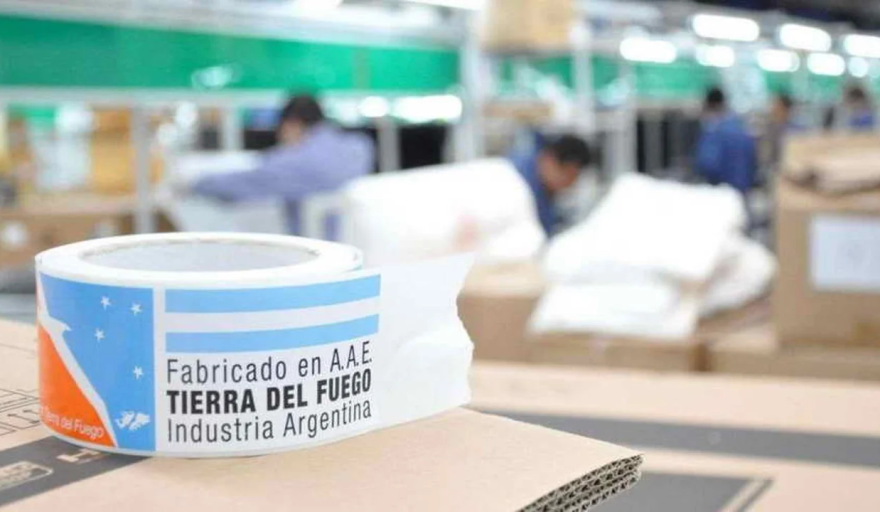 Fabricado en A.A.E.
TIERRA DEL FUEGO
Industria Argentina
Tierra del Fuego